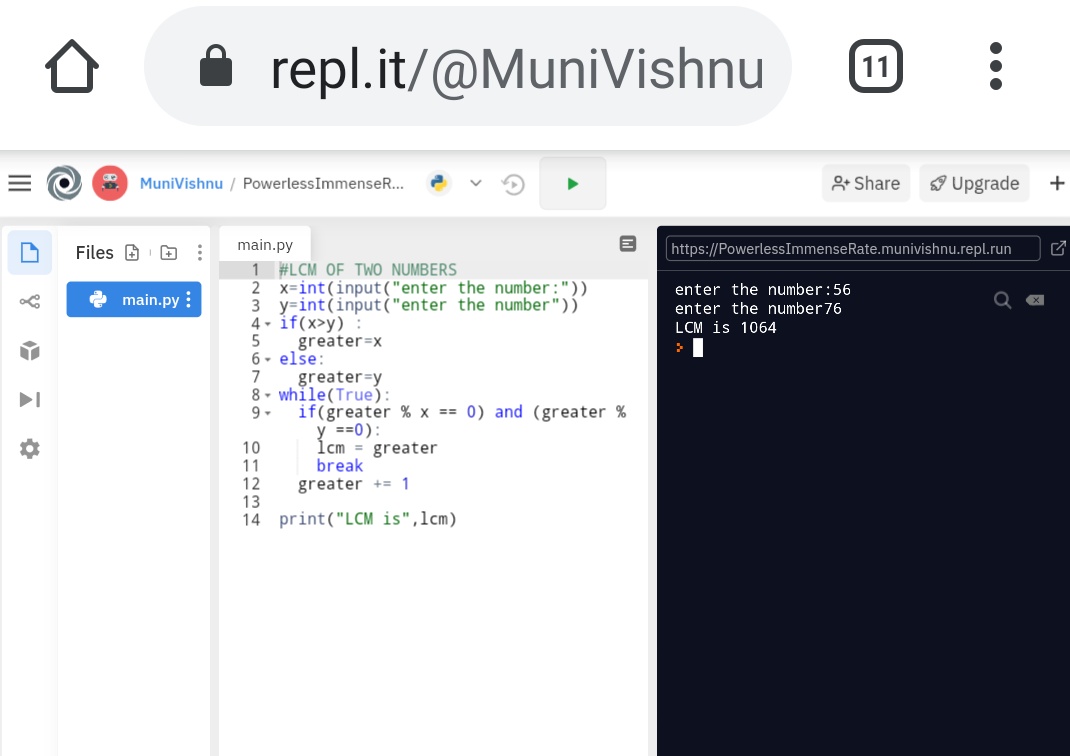 repl.it/@MuniVishnu
11
MuniVishnu / PowerlessImmenseR...
Share
Upgrade
Files
main.py
main.py
1 #LCM OF TWO NUMBERS
2 x=int(input("enter the number:"))
3 y=int(input("enter the number"))
4 if(x>y) :
5 greater=x
6 else:
7 greater=y
8 while(True):
9 if(greater % x == 0) and (greater %
y ==0):
10 lcm = greater
11 break
12 greater += 1
13
14 print("LCM is",lcm)
https://PowerlessImmenseRate.munivishnu.repl.run
enter the number:56
enter the number76
LCM is 1064